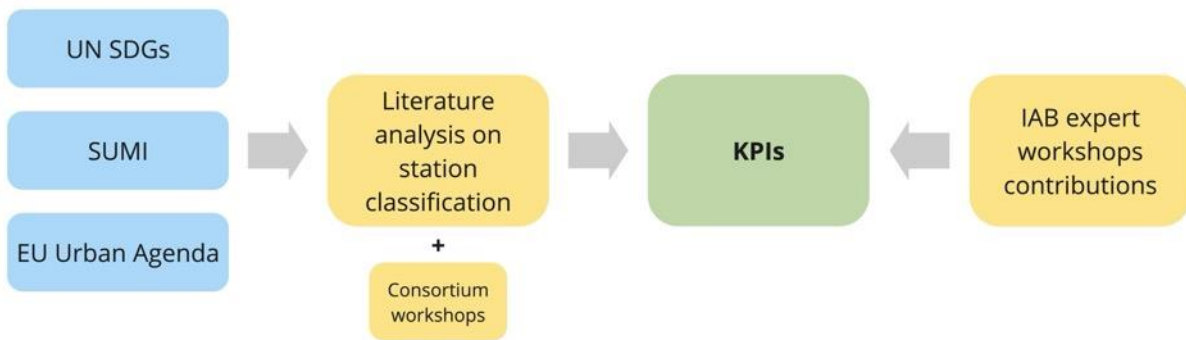 UN SDGs
SUMI
EU Urban Agenda
Literature
analysis on
station
classification
+
Consortium
workshops
KPIs
IAB expert
workshops
contributions